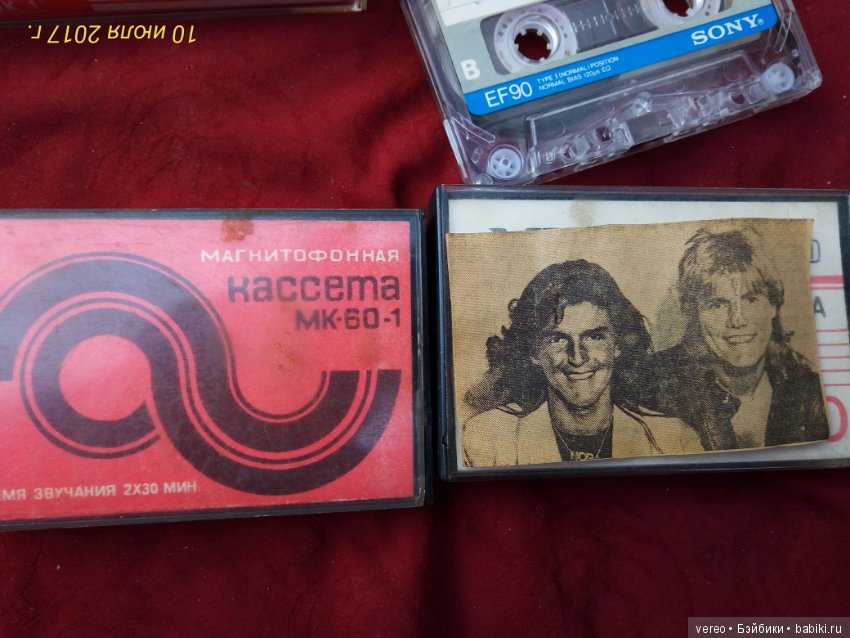 10 июля 2017 г.
B
SONY
EF90
TYPE I (NORMAL) POSITION
NORMAL BIAS 120μs EQ
МАГНИТОФОННАЯ
кассета
МК-60-1
ЗВУЧАНИЯ 2Х30 МИН.
vereo • Бэйбики • babiki.ru